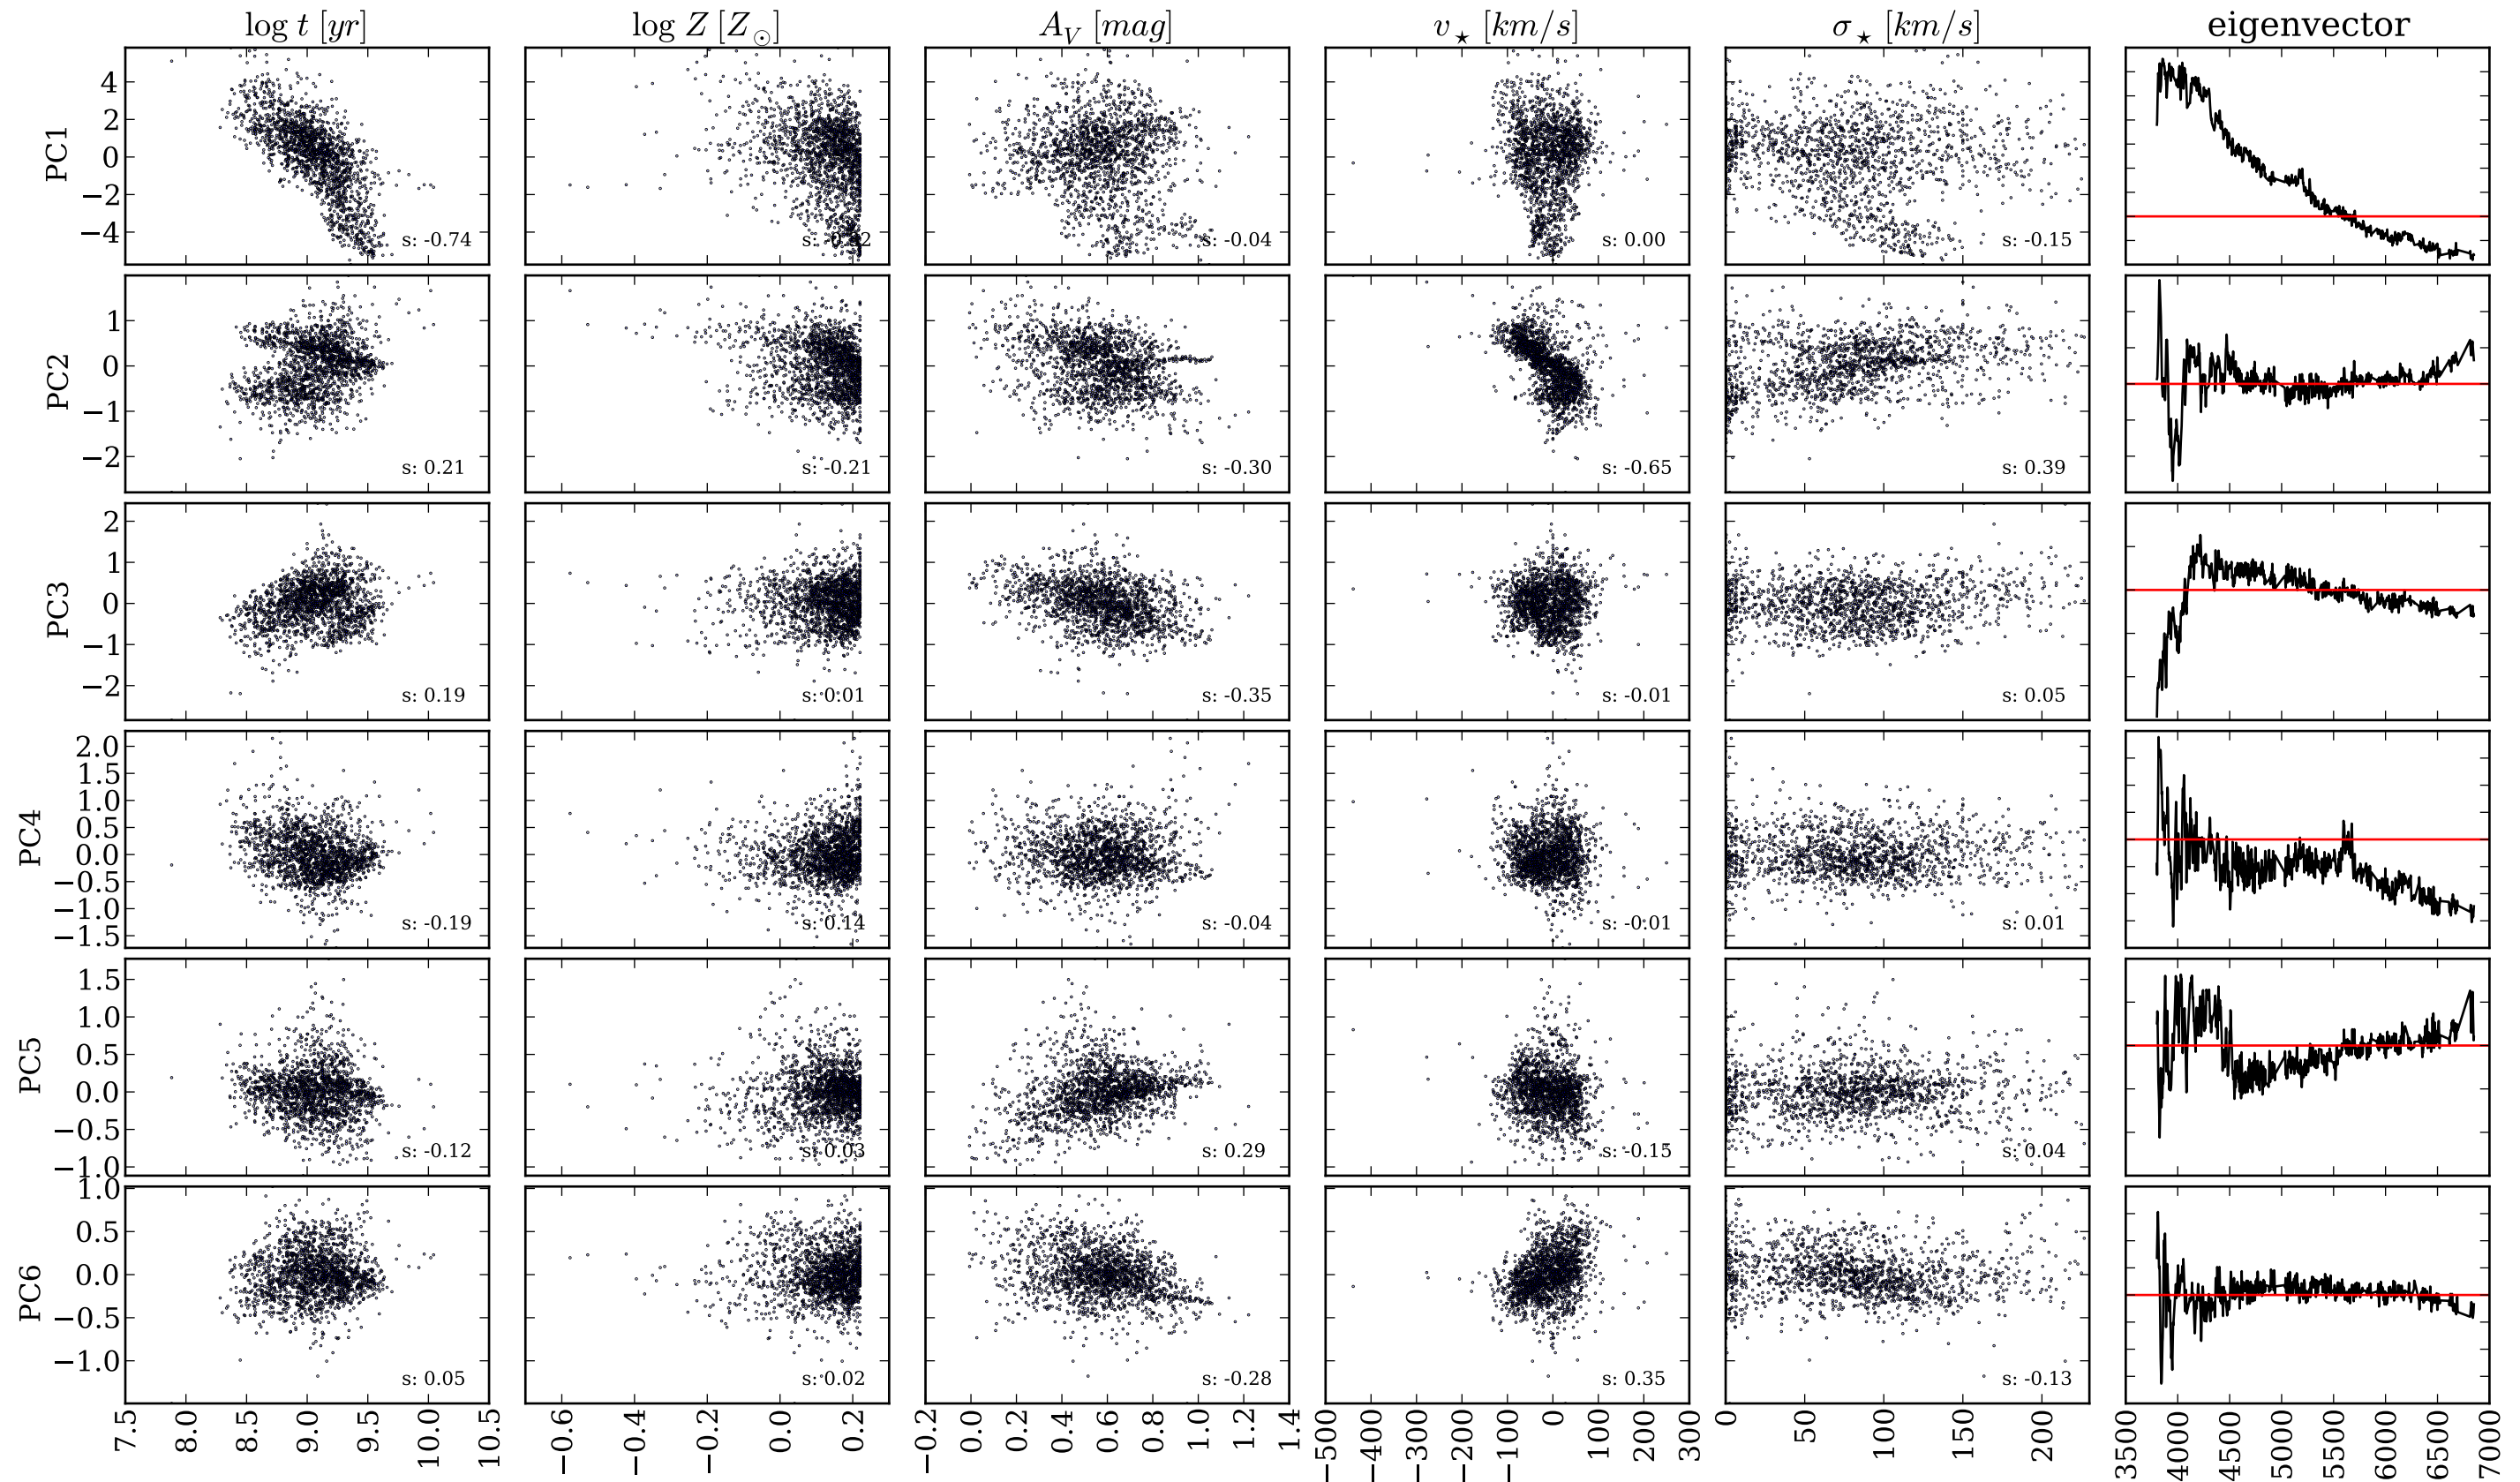 log t [yr] log Z [Z⊙] A_V [mag] v⋆ [km/s] σ⋆ [km/s] eigenvector
PC1
4
2
0
−2
−4
s: -0.74
s: -0.04
s: 0.00
s: -0.15
PC2
1
0
−1
−2
s: 0.21
s: -0.21
s: -0.30
s: -0.65
s: 0.39
PC3
2
1
0
−1
−2
s: 0.19
s: 0.01
s: -0.35
s: -0.01
s: 0.05
PC4
2.0
1.5
1.0
0.5
0.0
−0.5
−1.0
−1.5
s: -0.19
s: 0.14
s: -0.04
s: -0.01
s: 0.01
PC5
1.5
1.0
0.5
0.0
−0.5
−1.0
s: -0.12
s: 0.03
s: 0.29
s: -0.15
s: 0.04
PC6
1.0
0.5
0.0
−0.5
−1.0
s: 0.05
s: 0.02
s: -0.28
s: 0.35
s: -0.13
7.5 8.0 8.5 9.0 9.5 10.0 10.5
−0.6 −0.4 −0.2 0.0 0.2
−0.2 0.0 0.2 0.4 0.6 0.8 1.0 1.2 1.4
−500 −400 −300 −200 −100 0 100 200 300
0 50 100 150 200
3500 4000 4500 5000 5500 6000 6500 7000